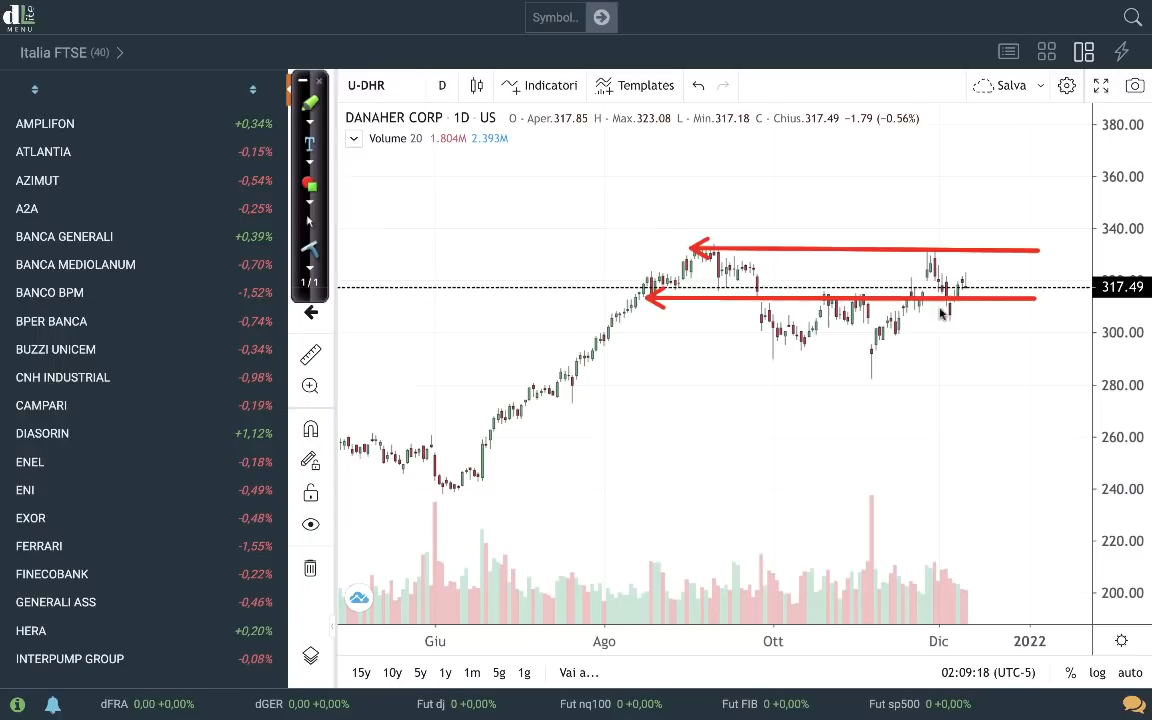 dLite
MENU
Symbol..
Italia FTSE (40)
U-DHR D Indicatori Templates Salva
DANAHER CORP · 1D · US O - Aper.317.85 H - Max.323.08 L - Min.317.18 C - Chius.317.49 −1.79 (−0.56%)
Volume 20 1.804M 2.393M
AMPLIFON +0,34%
ATLANTIA -0,15%
AZIMUT -0,54%
A2A -0,25%
BANCA GENERALI +0,39%
BANCA MEDIOLANUM -0,70%
BANCO BPM -1,52%
BPER BANCA -0,74%
BUZZI UNICEM -0,34%
CNH INDUSTRIAL -0,98%
CAMPARI -0,19%
DIASORIN +1,12%
ENEL -0,18%
ENI -0,49%
EXOR -0,48%
FERRARI -1,55%
FINECOBANK -0,22%
GENERALI ASS -0,46%
HERA +0,20%
INTERPUMP GROUP -0,08%
T
1/1
380.00
360.00
340.00
317.49
300.00
280.00
260.00
240.00
220.00
200.00
Giu Ago Ott Dic 2022
15y 10y 5y 1y 1m 5g 1g Vai a... 02:09:18 (UTC-5) % log auto
dFRA 0,00 +0,00% dGER 0,00 +0,00% Fut dj 0 +0,00% Fut nq100 0 +0,00% Fut FIB 0 +0,00% Fut sp500 0 +0,00%